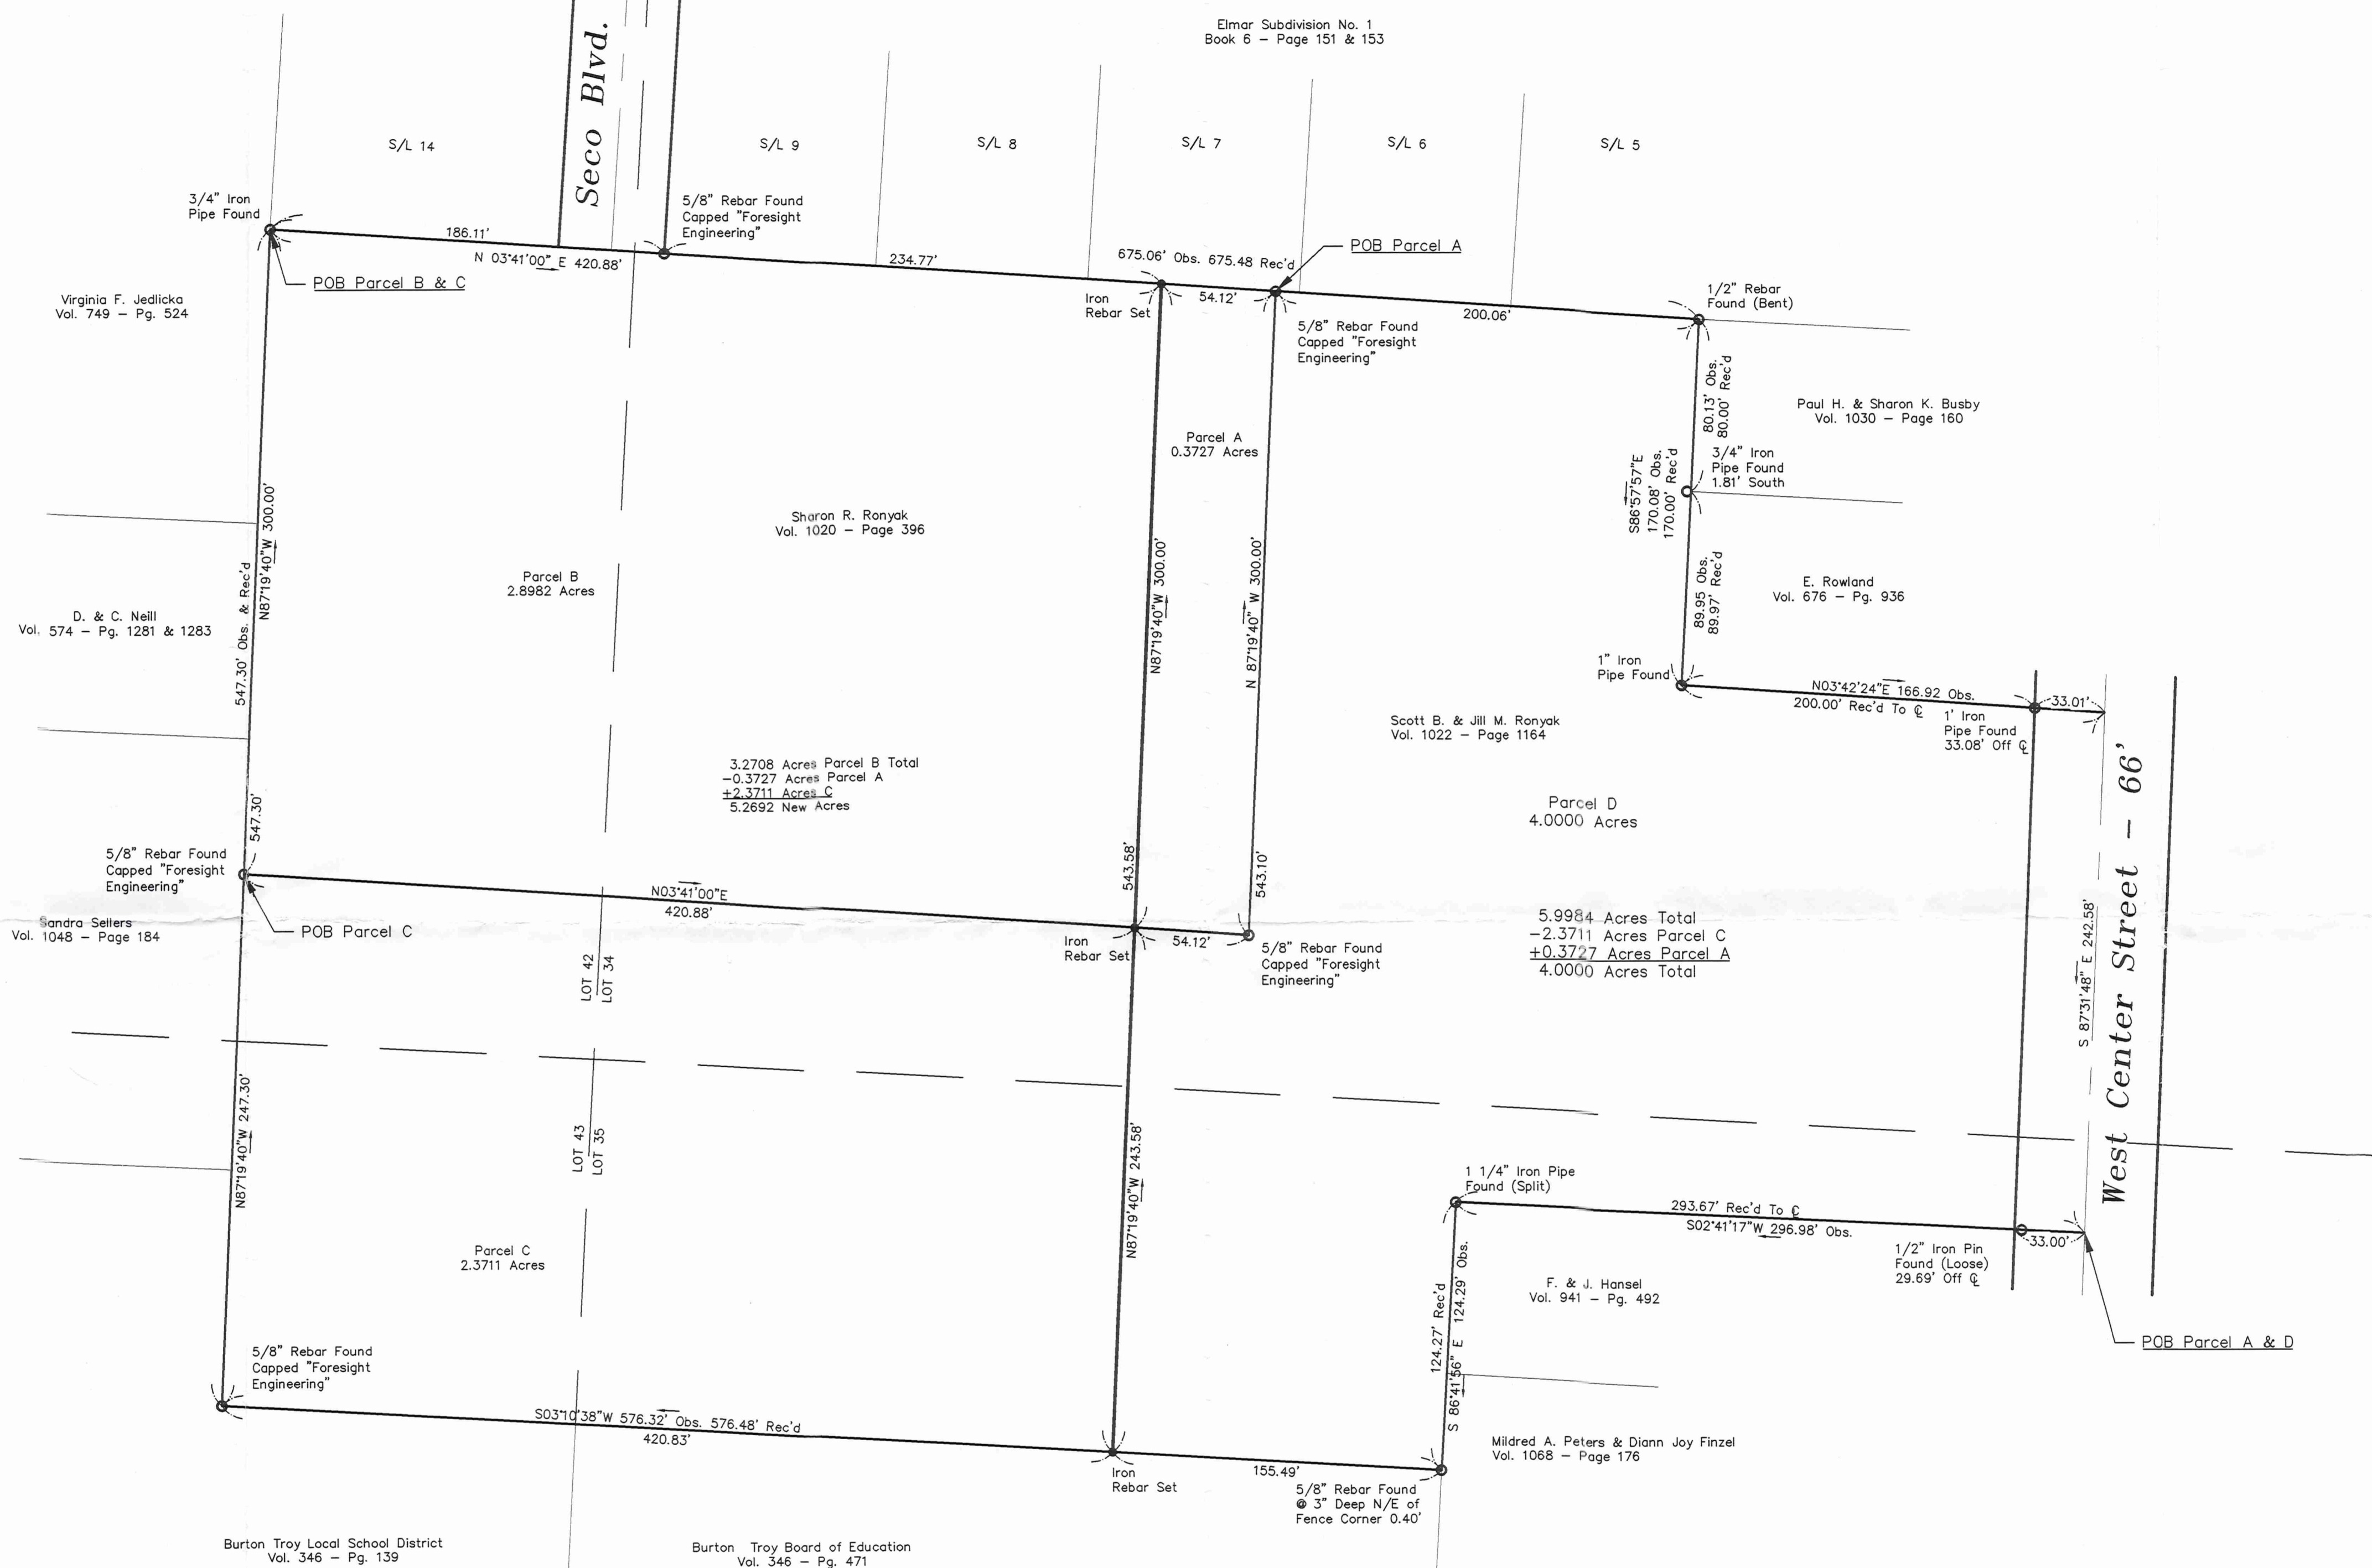 Elmar Subdivision No. 1
Book 6 – Page 151 & 153
Seco Blvd.
S/L 14
S/L 9
S/L 8
S/L 7
S/L 6
S/L 5
3/4" Iron
Pipe Found
5/8" Rebar Found
Capped "Foresight
Engineering"
186.11'
N 03°41'00" E 420.88'
234.77'
675.06' Obs. 675.48 Rec'd
POB Parcel A
POB Parcel B & C
Iron
Rebar Set
54.12'
200.06'
1/2" Rebar
Found (Bent)
5/8" Rebar Found
Capped "Foresight
Engineering"
Virginia F. Jedlicka
Vol. 749 – Pg. 524
80.13' Obs.
80.00' Rec'd
Paul H. & Sharon K. Busby
Vol. 1030 – Page 160
Parcel A
0.3727 Acres
3/4" Iron
Pipe Found
1.81' South
S86°57'57"E
170.08' Obs.
170.00' Rec'd
Sharon R. Ronyak
Vol. 1020 – Page 396
N87°19'40"W 300.00'
547.30' Obs. & Rec'd
Parcel B
2.8982 Acres
N87°19'40"W 300.00'
N 87°19'40" W 300.00'
89.95 Obs.
89.97' Rec'd
E. Rowland
Vol. 676 – Pg. 936
D. & C. Neill
Vol. 574 – Pg. 1281 & 1283
1" Iron
Pipe Found
N03°42'24"E 166.92 Obs.
200.00' Rec'd To ℄
33.01'
1' Iron
Pipe Found
33.08' Off ℄
Scott B. & Jill M. Ronyak
Vol. 1022 – Page 1164
3.2708 Acres Parcel B Total
–0.3727 Acres Parcel A
+2.3711 Acres C
5.2692 New Acres
Parcel D
4.0000 Acres
West Center Street – 66'
547.30'
543.58'
543.10'
5/8" Rebar Found
Capped "Foresight
Engineering"
N03°41'00"E
420.88'
Sandra Sellers
Vol. 1048 – Page 184
POB Parcel C
Iron
Rebar Set
54.12'
5/8" Rebar Found
Capped "Foresight
Engineering"
5.9984 Acres Total
–2.3711 Acres Parcel C
+0.3727 Acres Parcel A
4.0000 Acres Total
S 87°31'48" E 242.58'
LOT 42
LOT 34
LOT 43
LOT 35
N87°19'40"W 247.30'
N87°19'40"W 243.58'
1 1/4" Iron Pipe
Found (Split)
293.67' Rec'd To ℄
S02°41'17"W 296.98' Obs.
33.00'
1/2" Iron Pin
Found (Loose)
29.69' Off ℄
Parcel C
2.3711 Acres
124.27' Rec'd
S 86°41'56" E 124.29' Obs.
F. & J. Hansel
Vol. 941 – Pg. 492
POB Parcel A & D
5/8" Rebar Found
Capped "Foresight
Engineering"
S03°10'38"W 576.32' Obs. 576.48' Rec'd
420.83'
Iron
Rebar Set
155.49'
Mildred A. Peters & Diann Joy Finzel
Vol. 1068 – Page 176
5/8" Rebar Found
@ 3" Deep N/E of
Fence Corner 0.40'
Burton Troy Local School District
Vol. 346 – Pg. 139
Burton Troy Board of Education
Vol. 346 – Pg. 471